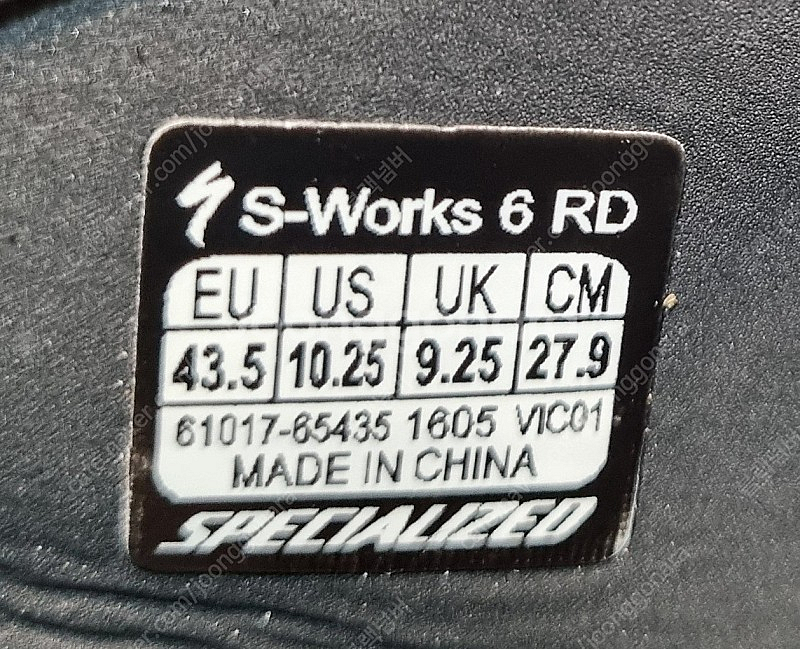 S-Works 6 RD
EU US UK CM
43.5 10.25 9.25 27.9
61017-65435 1605 VIC01
MADE IN CHINA
SPECIALIZED